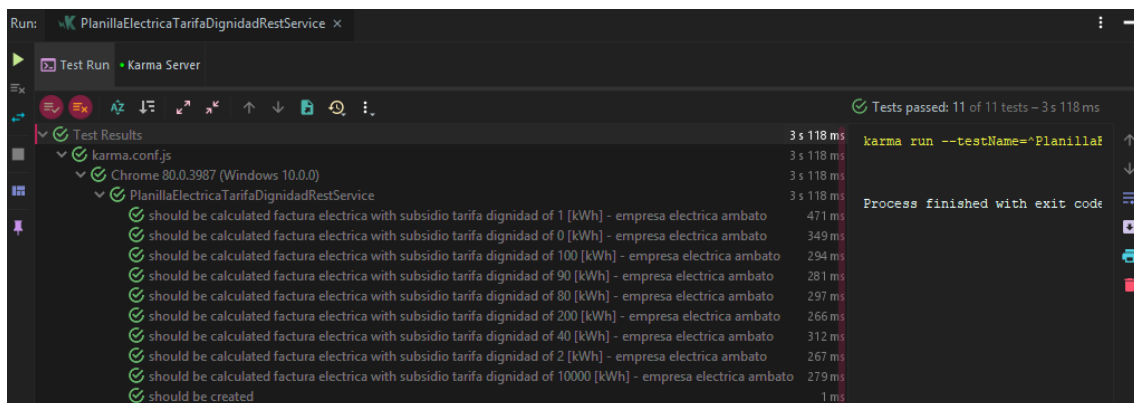 Run: PlanillaElectricaTarifaDignidadRestService ×
Test Run Karma Server
Tests passed: 11 of 11 tests – 3 s 118 ms
Test Results 3 s 118 ms
karma.conf.js 3 s 118 ms
Chrome 80.0.3987 (Windows 10.0.0) 3 s 118 ms
PlanillaElectricaTarifaDignidadRestService 3 s 118 ms
should be calculated factura electrica with subsidio tarifa dignidad of 1 [kWh] - empresa electrica ambato 471 ms
should be calculated factura electrica with subsidio tarifa dignidad of 0 [kWh] - empresa electrica ambato 349 ms
should be calculated factura electrica with subsidio tarifa dignidad of 100 [kWh] - empresa electrica ambato 294 ms
should be calculated factura electrica with subsidio tarifa dignidad of 90 [kWh] - empresa electrica ambato 281 ms
should be calculated factura electrica with subsidio tarifa dignidad of 80 [kWh] - empresa electrica ambato 297 ms
should be calculated factura electrica with subsidio tarifa dignidad of 200 [kWh] - empresa electrica ambato 266 ms
should be calculated factura electrica with subsidio tarifa dignidad of 40 [kWh] - empresa electrica ambato 312 ms
should be calculated factura electrica with subsidio tarifa dignidad of 2 [kWh] - empresa electrica ambato 267 ms
should be calculated factura electrica with subsidio tarifa dignidad of 10000 [kWh] - empresa electrica ambato 279 ms
should be created 1 ms
karma run --testName=^Planilla
Process finished with exit code